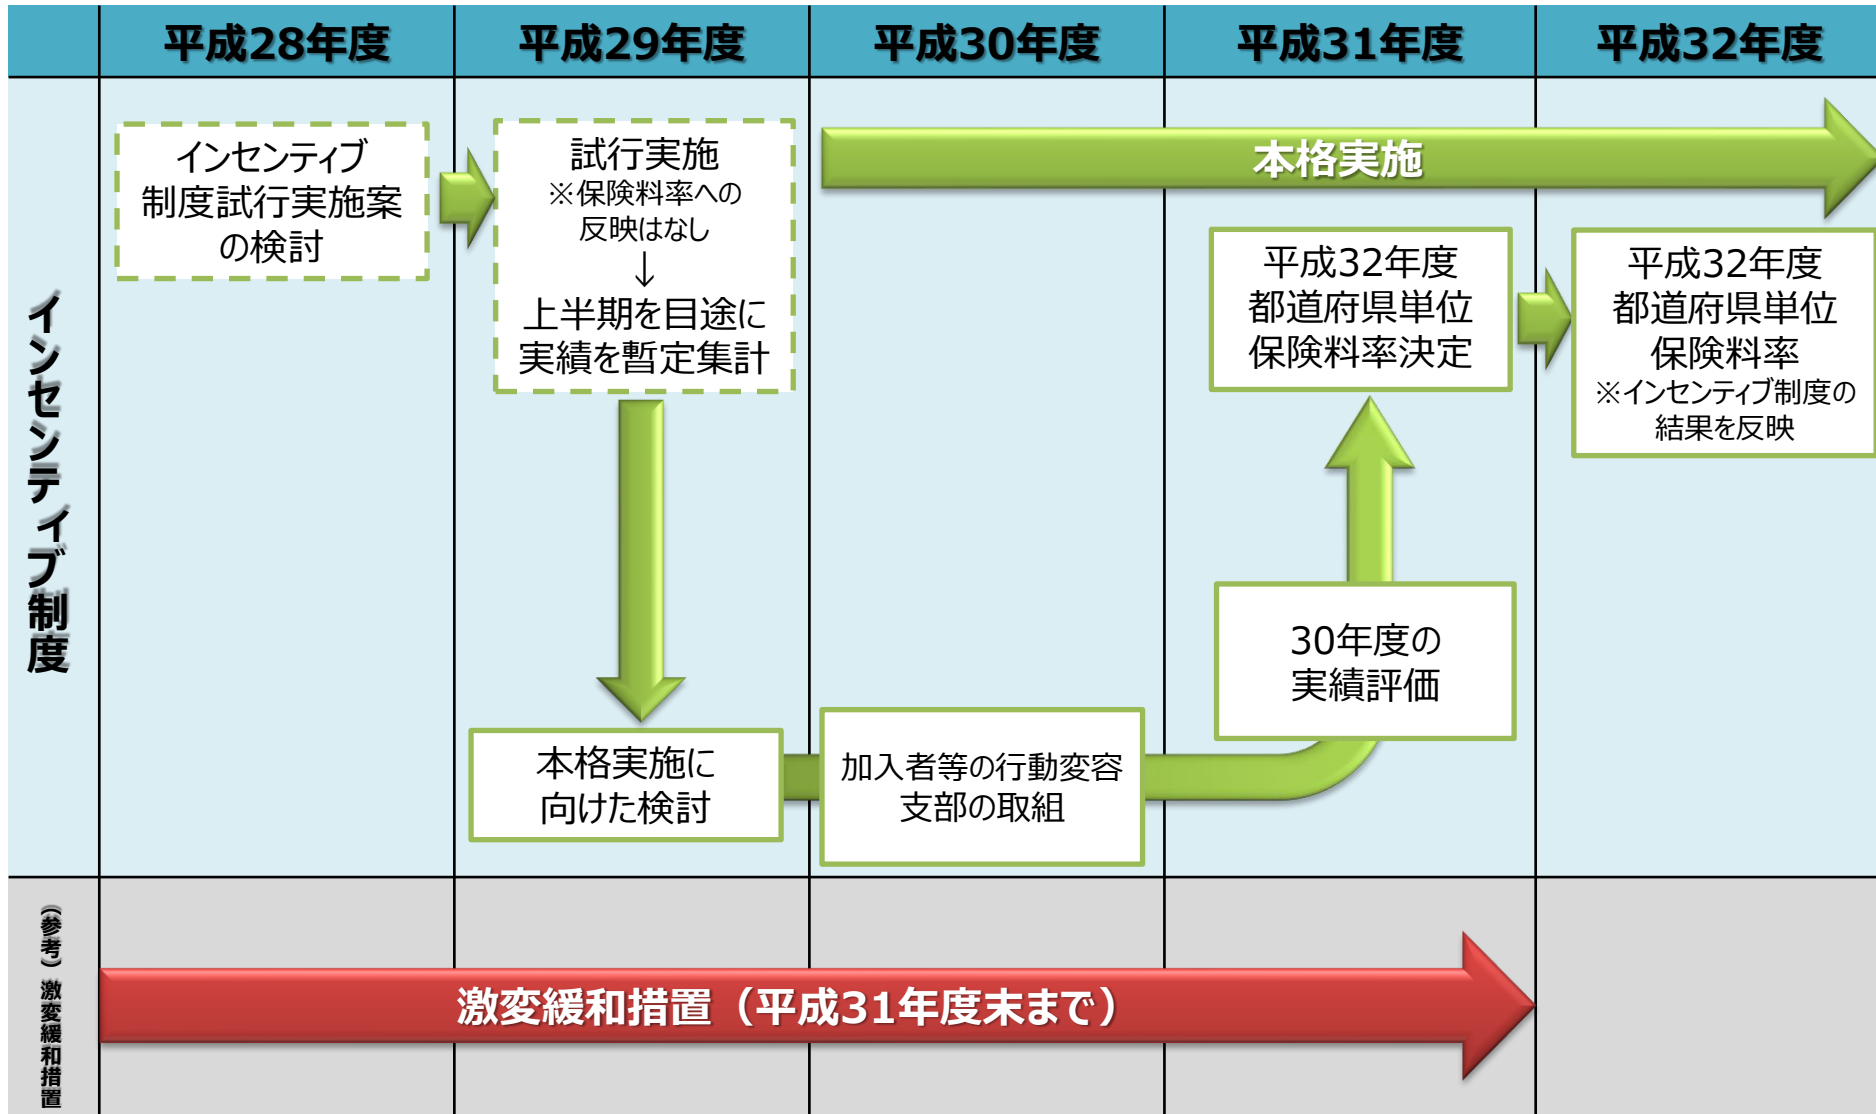 平成28年度
平成29年度
平成30年度
平成31年度
平成32年度
インセンティブ制度
インセンティブ
制度試行実施案
の検討
試行実施
※保険料率への
反映はなし
↓
上半期を目途に
実績を暫定集計
本格実施に
向けた検討
本格実施
加入者等の行動変容
支部の取組
30年度の
実績評価
平成32年度
都道府県単位
保険料率決定
平成32年度
都道府県単位
保険料率
※インセンティブ制度の
結果を反映
（参考）激変緩和措置
激変緩和措置（平成31年度末まで）